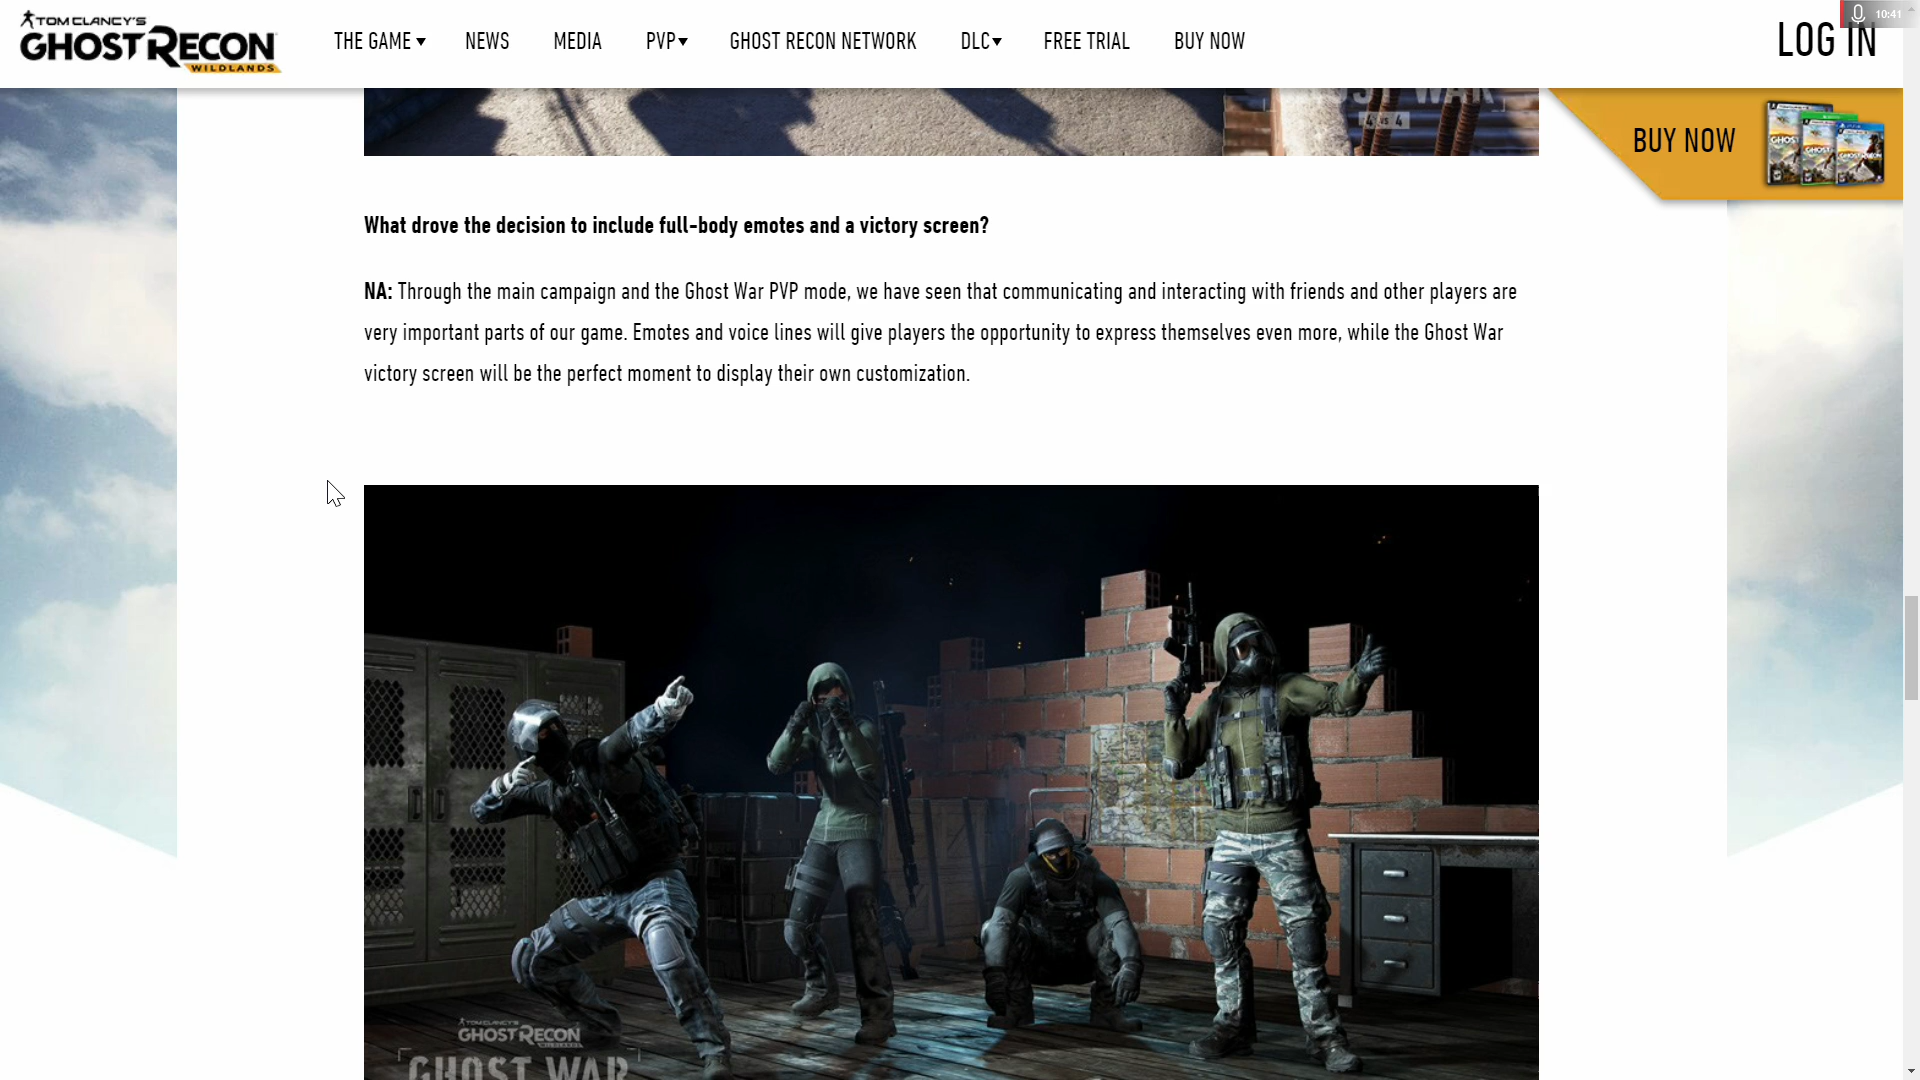 TOM CLANCY'S
GHOST RECON
WILDLANDS
THE GAME ▾ NEWS MEDIA PVP▾ GHOST RECON NETWORK DLC▾ FREE TRIAL BUY NOW
10:41
LOG IN
BUY NOW
GHOST WAR
4 VS 4
What drove the decision to include full-body emotes and a victory screen?
NA: Through the main campaign and the Ghost War PVP mode, we have seen that communicating and interacting with friends and other players are
very important parts of our game. Emotes and voice lines will give players the opportunity to express themselves even more, while the Ghost War
victory screen will be the perfect moment to display their own customization.
TOM CLANCY'S
GHOST RECON
WILDLANDS
GHOST WAR